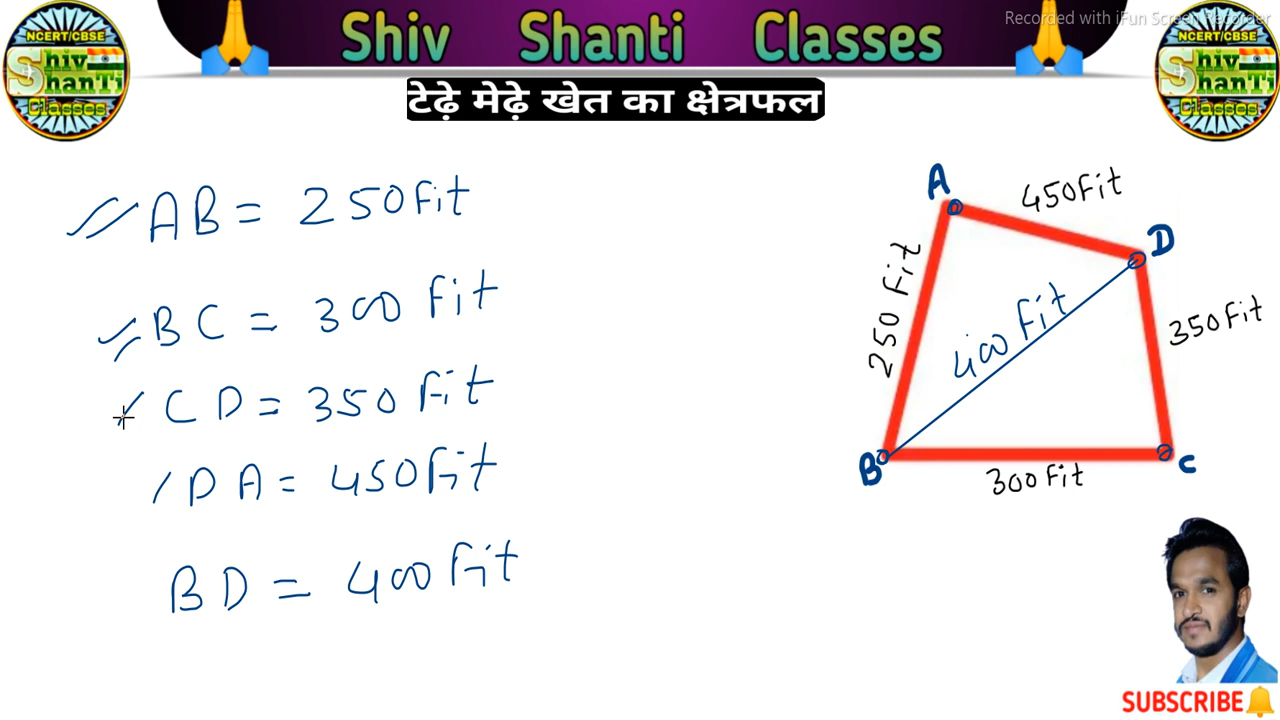 Recorded with iFun Screen Recorder
NCERT/CBSE
Shiv
ShanTi
Classes
Shiv Shanti Classes
NCERT/CBSE
Shiv
ShanTi
Classes
टेढ़े मेढ़े खेत का क्षेत्रफल
AB = 250 Fit
BC = 300 Fit
CD = 350 Fit
DA = 450 Fit
BD = 400 Fit
A
450 Fit
D
250 Fit
400 Fit
350 Fit
B
300 Fit
C
SUBSCRIBE